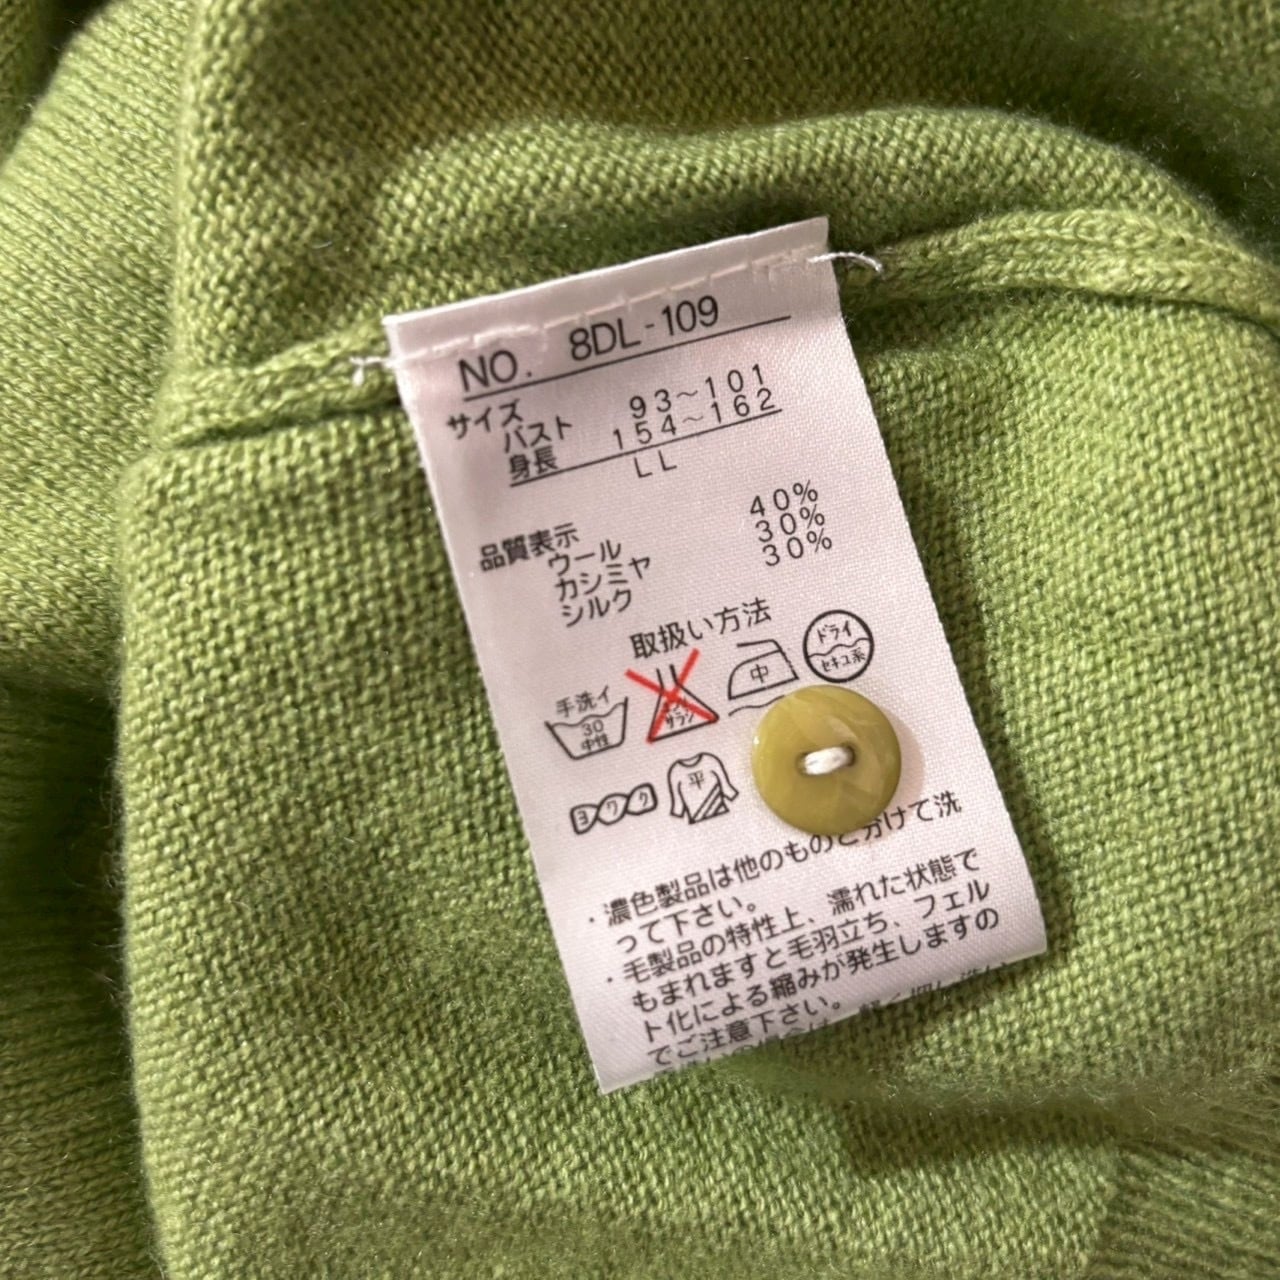 NO. 8DL-109
サイズ
バスト 93~101
身長 154~162
LL
品質表示
ウール 40%
カシミヤ 30%
シルク 30%
取扱い方法
手洗イ 30 中性
サラシ
中
ドライ セキユ系
ヨワク
平
・濃色製品は他のものと分けて洗
って下さい。
・毛製品の特性上、濡れた状態で
もまれますと毛羽立ち、フェル
ト化による縮みが発生しますの
でご注意下さい。